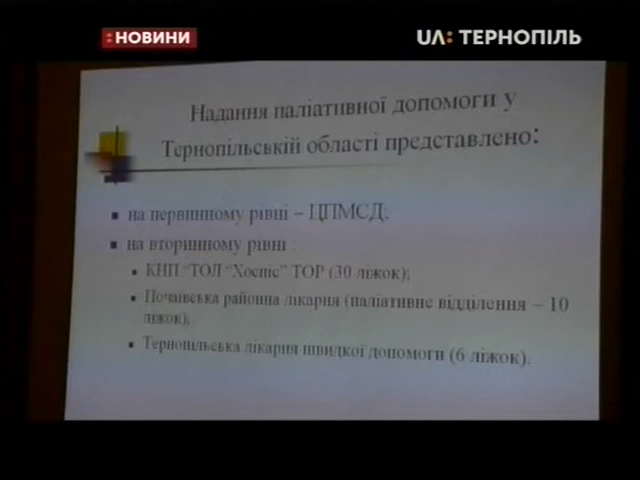 :НОВИНИ
UA: ТЕРНОПІЛЬ
Надання паліативної допомоги у
Тернопільській області представлено:
на первинному рівні – ЦПМСД;
на вторинному рівні :
КНП “ТОЛ “Хоспіс” ТОР (30 ліжок);
Почаївська районна лікарня (паліативне відділення – 10
ліжок);
Тернопільська лікарня швидкої допомоги (6 ліжок).